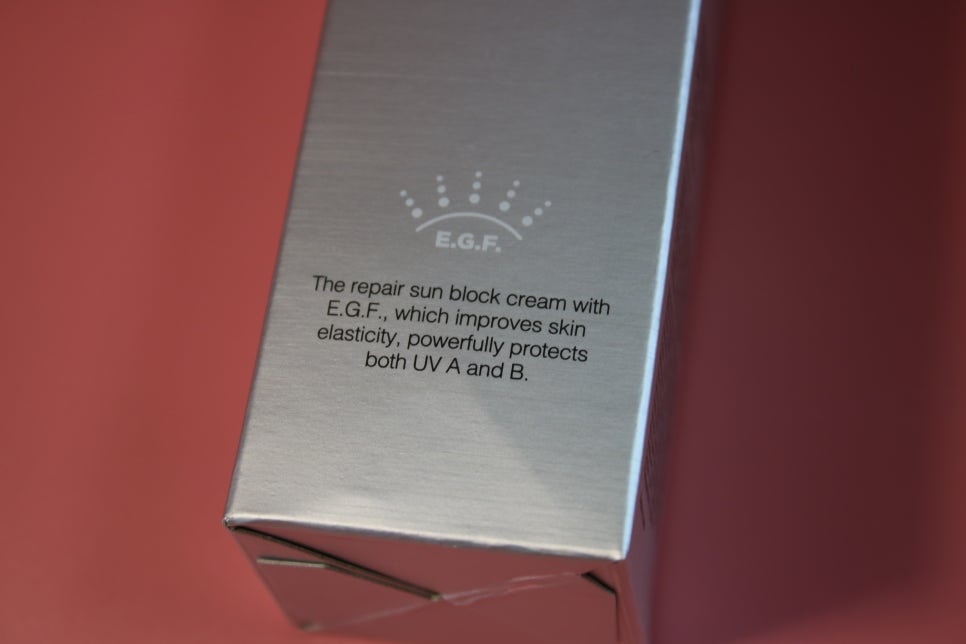 E.G.F.
The repair sun block cream with
E.G.F., which improves skin
elasticity, powerfully protects
both UV A and B.